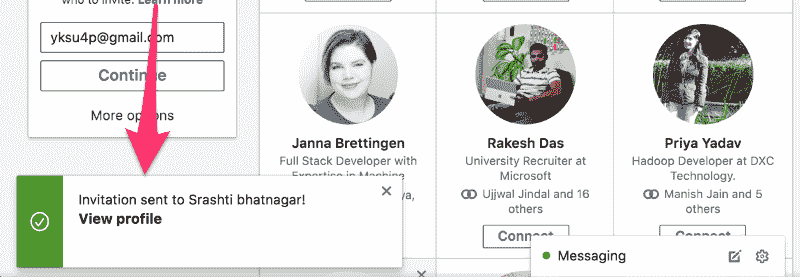 who to invite. Learn more
yksu4p@gmail.com
Continue
More options
Janna Brettingen
Full Stack Developer with
Expertise in Machine
Rakesh Das
University Recruiter at
Microsoft
Ujjwal Jindal and 16
others
Connect
Priya Yadav
Hadoop Developer at DXC
Technology.
Manish Jain and 5
others
Connect
Invitation sent to Srashti bhatnagar!
View profile
Messaging